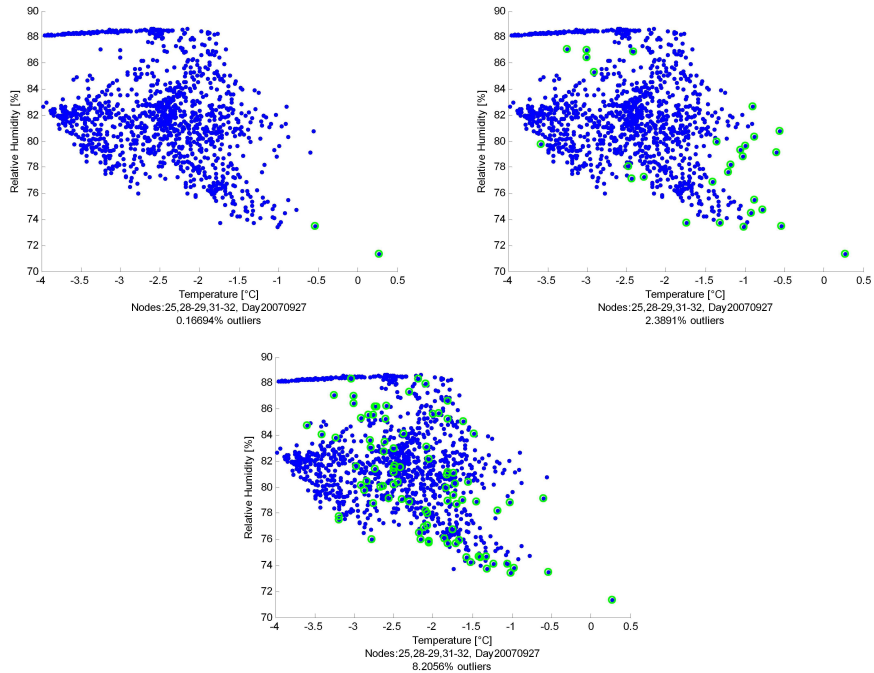 90
88
86
84
82
80
78
76
74
72
70
Relative Humidity [%]
-4 -3.5 -3 -2.5 -2 -1.5 -1 -0.5 0 0.5
Temperature [°C]
Nodes:25,28-29,31-32, Day20070927
0.16694% outliers
90
88
86
84
82
80
78
76
74
72
70
Relative Humidity [%]
-4 -3.5 -3 -2.5 -2 -1.5 -1 -0.5 0 0.5
Temperature [°C]
Nodes:25,28-29,31-32, Day20070927
2.3891% outliers
90
88
86
84
82
80
78
76
74
72
70
Relative Humidity [%]
-4 -3.5 -3 -2.5 -2 -1.5 -1 -0.5 0 0.5
Temperature [°C]
Nodes:25,28-29,31-32, Day20070927
8.2056% outliers